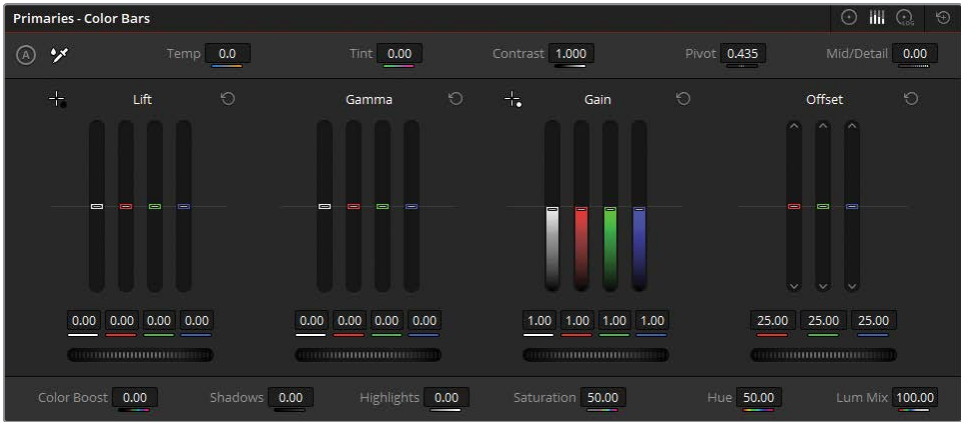 Primaries - Color Bars LOG
A Temp 0.0 Tint 0.00 Contrast 1.000 Pivot 0.435 Mid/Detail 0.00
Lift Gamma Gain Offset
0.00 0.00 0.00 0.00 0.00 0.00 0.00 0.00 1.00 1.00 1.00 1.00 25.00 25.00 25.00
Color Boost 0.00 Shadows 0.00 Highlights 0.00 Saturation 50.00 Hue 50.00 Lum Mix 100.00